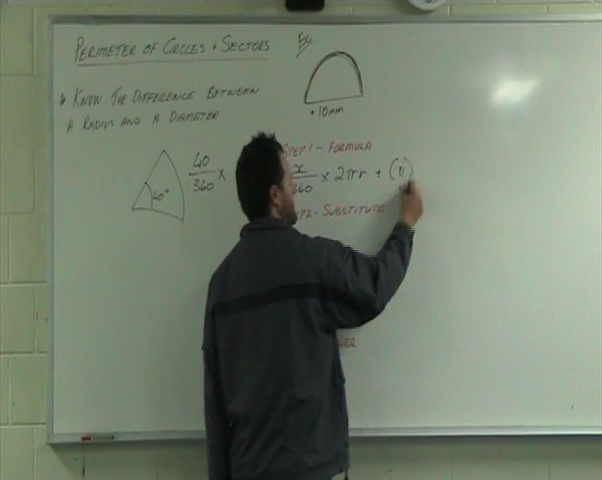 PERIMETER OF CIRCLES + SECTORS
Ex
KNOW THE DIFFERENCE BETWEEN
A RADIUS AND A DIAMETER
+10mm
40°
40
360
x
STEP 1 - FORMULA
x
360
x 2πr +
STEP 2 - SUBSTITUTE